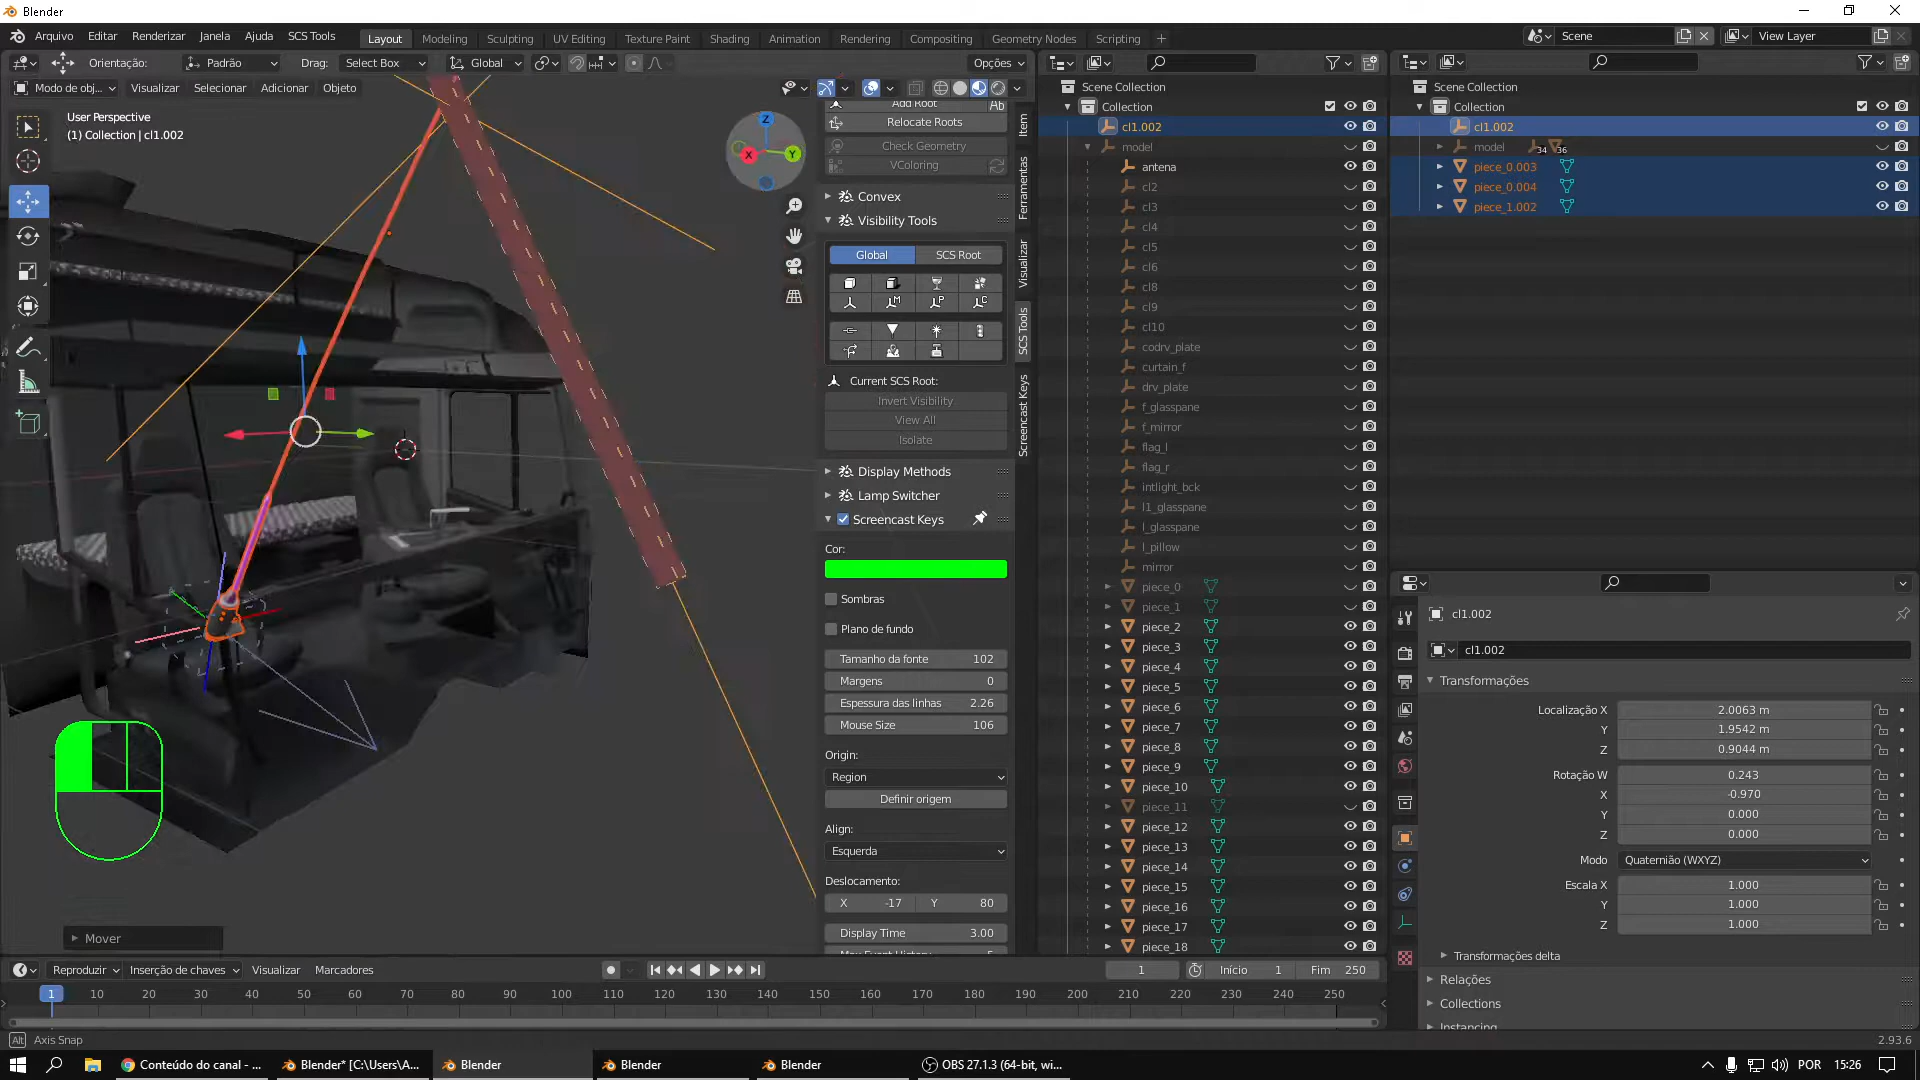 Blender
Arquivo Editar Renderizar Janela Ajuda SCS Tools Layout Modeling Sculpting UV Editing Texture Paint Shading Animation Rendering Compositing Geometry Nodes Scripting + Scene View Layer
Orientação: Padrão Drag: Select Box Global Opções
Modo de obj... Visualizar Selecionar Adicionar Objeto
User Perspective
(1) Collection | cl1.002
Z
X
Y
Add Root
Relocate Roots
Check Geometry
VColoring
Convex
Visibility Tools
Global SCS Root
Current SCS Root:
Invert Visibility
View All
Isolate
Display Methods
Lamp Switcher
Screencast Keys
Cor:
Sombras
Plano de fundo
Tamanho da fonte 102
Margens 0
Espessura das linhas 2.26
Mouse Size 106
Origin:
Region
Definir origem
Align:
Esquerda
Deslocamento:
X -17 Y 80
Display Time 3.00
Item
Ferramentas
Visualizar
SCS Tools
Screencast Keys
Mover
Scene Collection
Collection
cl1.002
model
antena
cl2
cl3
cl4
cl5
cl6
cl8
cl9
cl10
codrv_plate
curtain_f
drv_plate
f_glasspane
f_mirror
flag_l
flag_r
intlight_bck
l1_glasspane
l_glasspane
l_pillow
mirror
piece_0
piece_1
piece_2
piece_3
piece_4
piece_5
piece_6
piece_7
piece_8
piece_9
piece_10
piece_11
piece_12
piece_13
piece_14
piece_15
piece_16
piece_17
piece_18
Scene Collection
Collection
cl1.002
model 34 36
piece_0.003
piece_0.004
piece_1.002
cl1.002
cl1.002
Transformações
Localização X 2.0063 m
Y 1.9542 m
Z 0.9044 m
Rotação W 0.243
X -0.970
Y 0.000
Z 0.000
Modo Quaternião (WXYZ)
Escala X 1.000
Y 1.000
Z 1.000
Transformações delta
Relações
Collections
Instancing
Reproduzir Inserção de chaves Visualizar Marcadores 1 Início 1 Fim 250
1 10 20 30 40 50 60 70 80 90 100 110 120 130 140 150 160 170 180 190 200 210 220 230 240 250
Alt Axis Snap 2.93.6
Conteúdo do canal - ... Blender* [C:\Users\A... Blender Blender Blender OBS 27.1.3 (64-bit, wi... POR 15:26